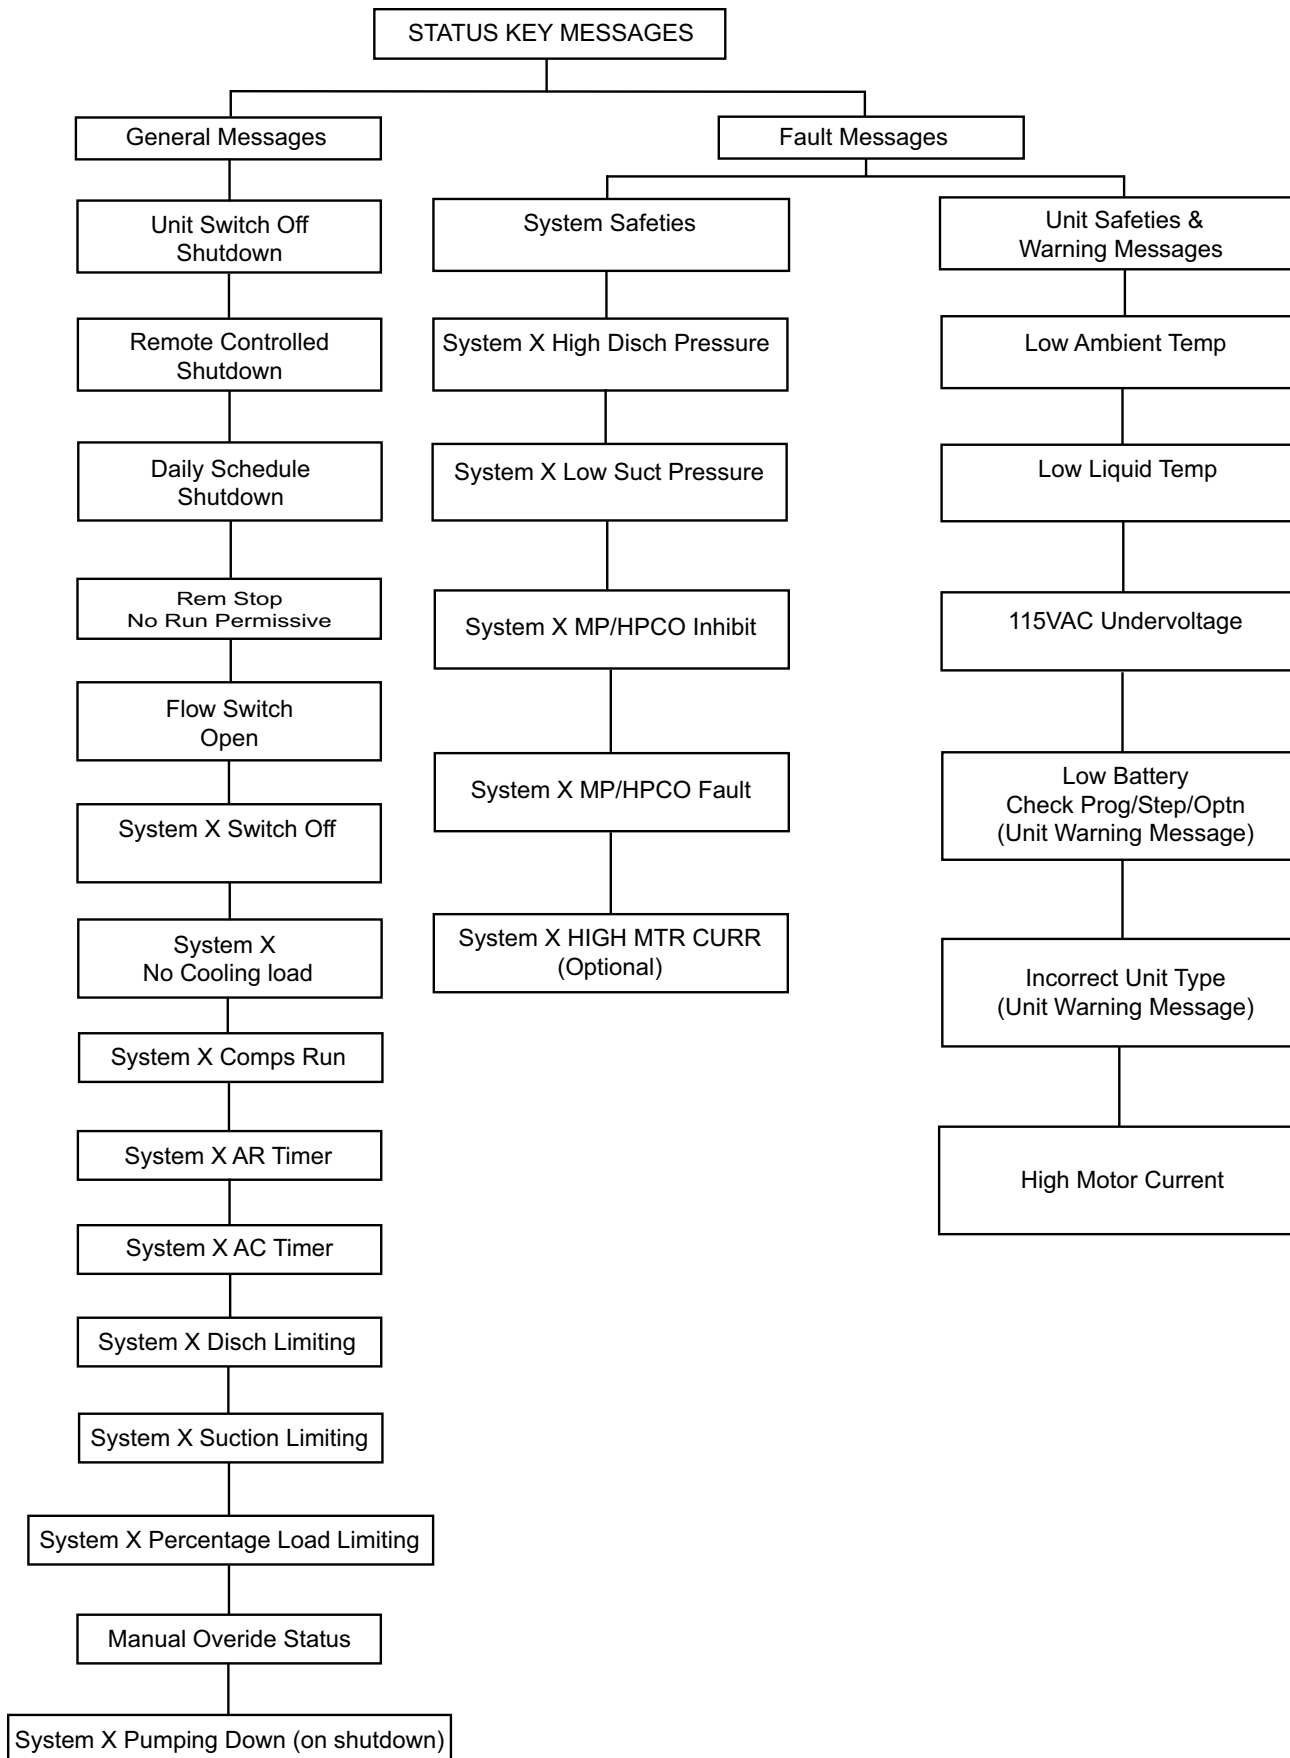 STATUS KEY MESSAGES
General Messages
Unit Switch Off
Shutdown
Remote Controlled
Shutdown
Daily Schedule
Shutdown
Rem Stop
No Run Permissive
Flow Switch
Open
System X Switch Off
System X
No Cooling load
System X Comps Run
System X AR Timer
System X AC Timer
System X Disch Limiting
System X Suction Limiting
System X Percentage Load Limiting
Manual Overide Status
System X Pumping Down (on shutdown)
Fault Messages
System Safeties
System X High Disch Pressure
System X Low Suct Pressure
System X MP/HPCO Inhibit
System X MP/HPCO Fault
System X HIGH MTR CURR
(Optional)
Unit Safeties &
Warning Messages
Low Ambient Temp
Low Liquid Temp
115VAC Undervoltage
Low Battery
Check Prog/Step/Optn
(Unit Warning Message)
Incorrect Unit Type
(Unit Warning Message)
High Motor Current